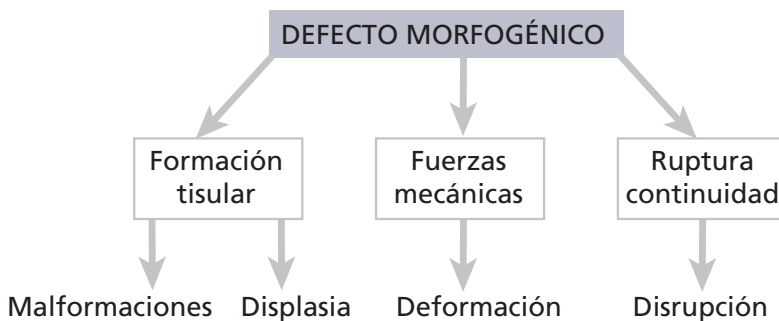 DEFECTO MORFOGÉNICO
Formación
tisular
Fuerzas
mecánicas
Ruptura
continuidad
Malformaciones
Displasia
Deformación
Disrupción